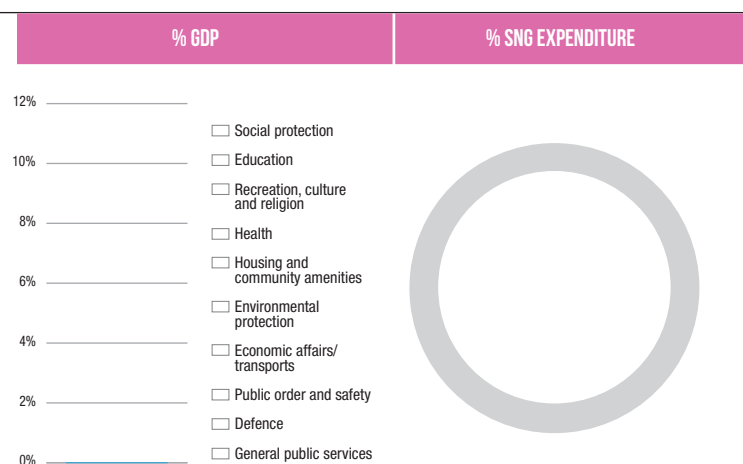 % GDP
% SNG EXPENDITURE
12%
10%
8%
6%
4%
2%
0%
Social protection
Education
Recreation, culture
and religion
Health
Housing and
community amenities
Environmental
protection
Economic affairs/
transports
Public order and safety
Defence
General public services